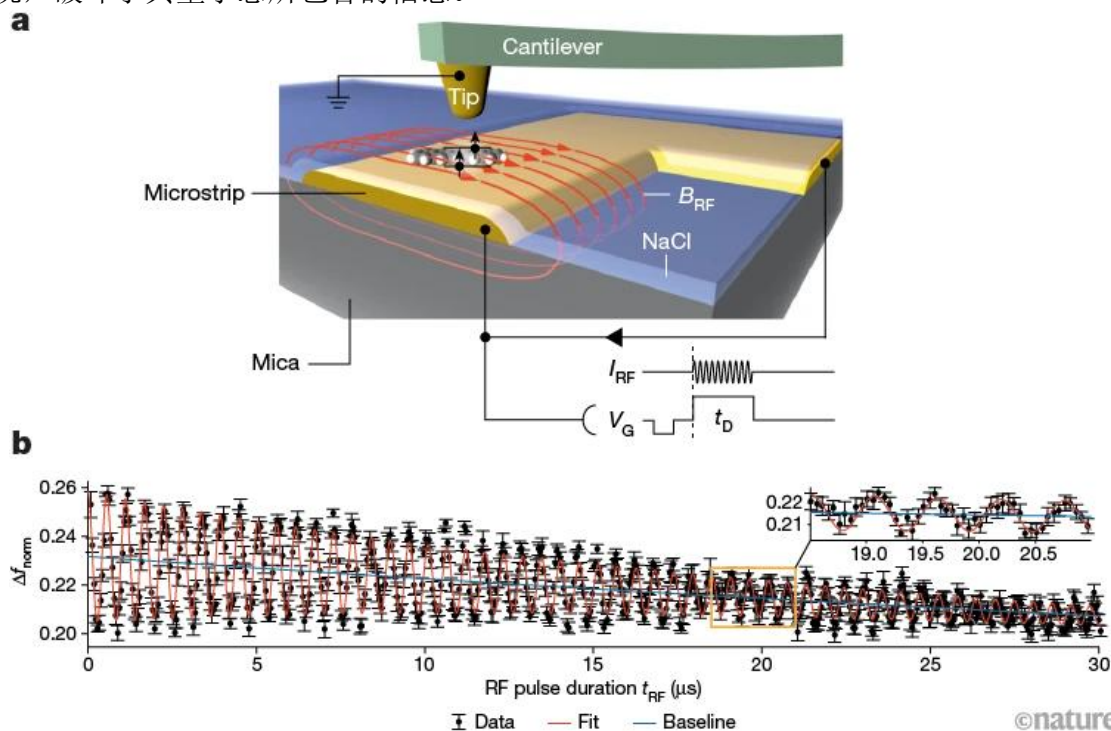 a
Cantilever
Tip
Microstrip
B_RF
NaCl
Mica
I_RF
V_G t_D
b
0.26
0.24
0.22
0.20
Δf_norm
0.22
0.21
19.0 19.5 20.0 20.5
0 5 10 15 20 25 30
RF pulse duration t_RF (μs)
Data Fit Baseline
©nature